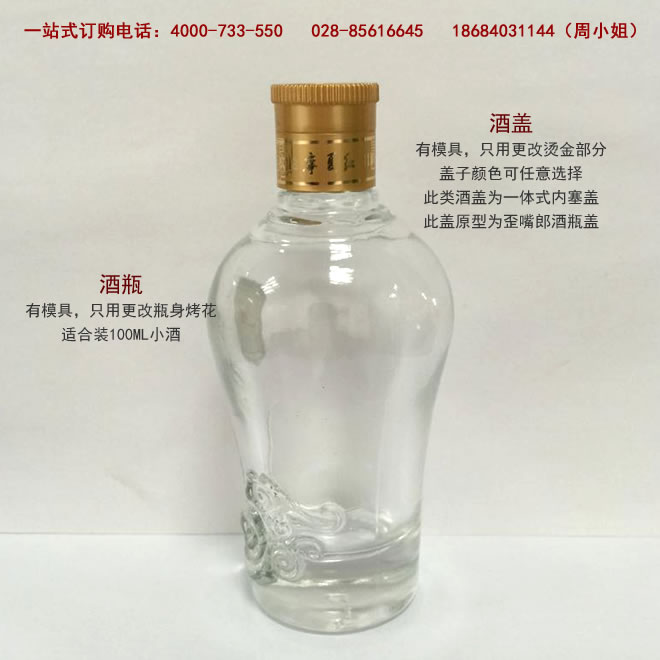 一站式订购电话：4000-733-550 028-85616645 18684031144（周小姐）
酒盖
有模具，只用更改烫金部分
盖子颜色可任意选择
此类酒盖为一体式内塞盖
此盖原型为歪嘴郎酒瓶盖
宁夏红
酒瓶
有模具，只用更改瓶身烤花
适合装100ML小酒